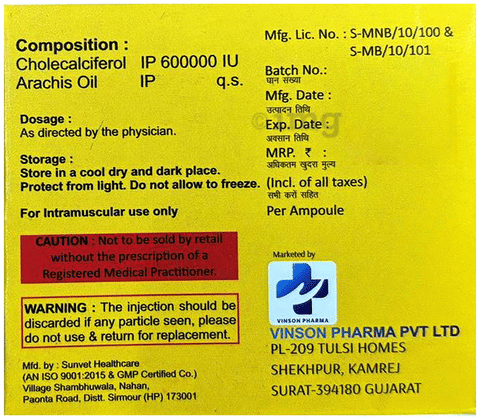 Composition :
Cholecalciferol IP 600000 IU
Arachis Oil IP q.s.
Dosage :
As directed by the physician.
Storage :
Store in a cool dry and dark place.
Protect from light. Do not allow to freeze.
For Intramuscular use only
CAUTION : Not to be sold by retail
without the prescription of a
Registered Medical Practitioner.
WARNING : The injection should be
discarded if any particle seen, please
do not use & return for replacement.
Mfd. by : Sunvet Healthcare
(AN ISO 9001:2015 & GMP Certified Co.)
Village Shambhuwala, Nahan,
Paonta Road, Distt. Sirmour (HP) 173001
Mfg. Lic. No. : S-MNB/10/100 &
S-MB/10/101
Batch No.:
घान संख्या
Mfg. Date :
उत्पादन तिथि
Exp. Date :
अवसान तिथि
MRP. ₹ :
अधिकतम खुदरा मुल्य
(Incl. of all taxes)
सभी करों सहित
Per Ampoule
1mg
Marketed by
VINSON PHARMA
VINSON PHARMA PVT LTD
PL-209 TULSI HOMES
SHEKHPUR, KAMREJ
SURAT-394180 GUJARAT